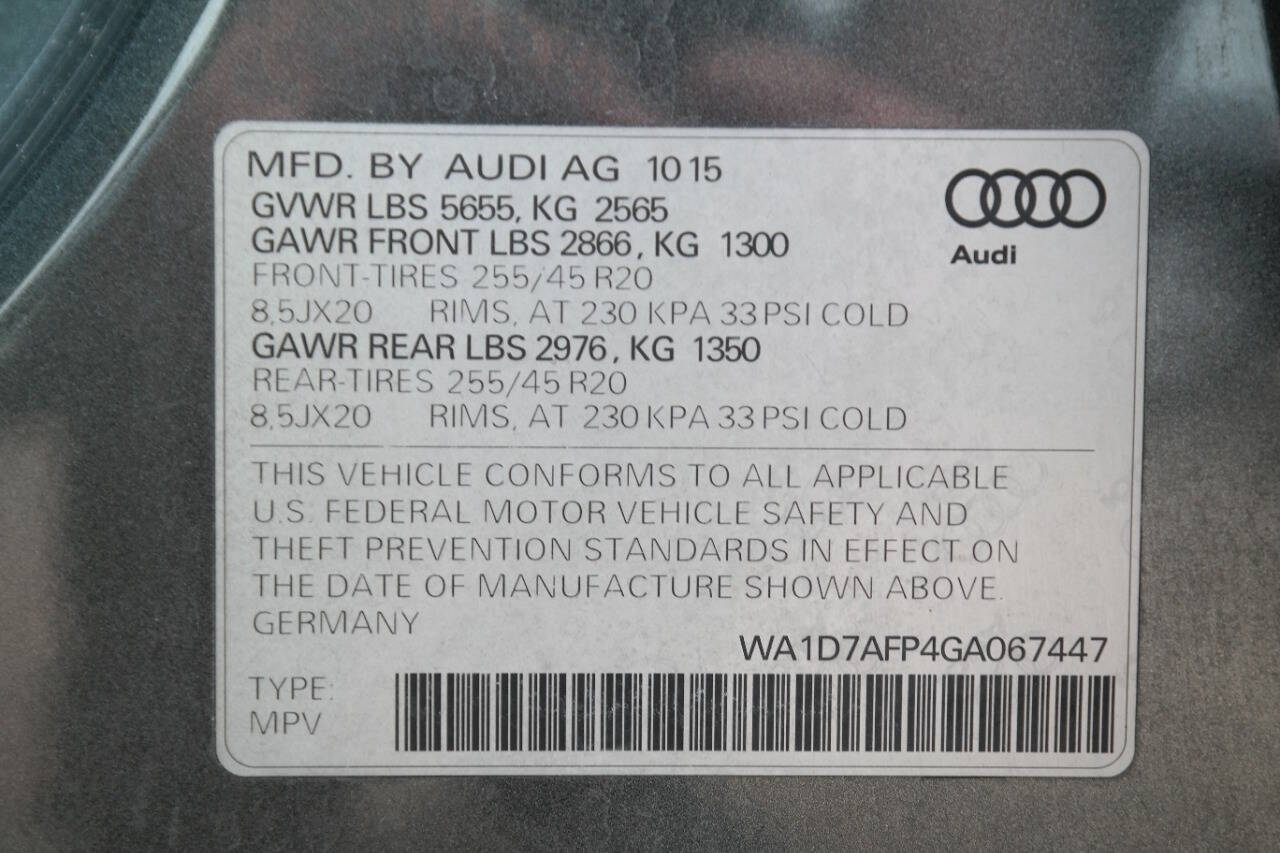 MFD. BY AUDI AG 10 15
GVWR LBS 5655, KG 2565
GAWR FRONT LBS 2866, KG 1300
FRONT-TIRES 255/45 R20
8,5JX20 RIMS, AT 230 KPA 33 PSI COLD
GAWR REAR LBS 2976, KG 1350
REAR-TIRES 255/45 R20
8,5JX20 RIMS, AT 230 KPA 33 PSI COLD
Audi
THIS VEHICLE CONFORMS TO ALL APPLICABLE
U.S. FEDERAL MOTOR VEHICLE SAFETY AND
THEFT PREVENTION STANDARDS IN EFFECT ON
THE DATE OF MANUFACTURE SHOWN ABOVE.
GERMANY
WA1D7AFP4GA067447
TYPE:
MPV